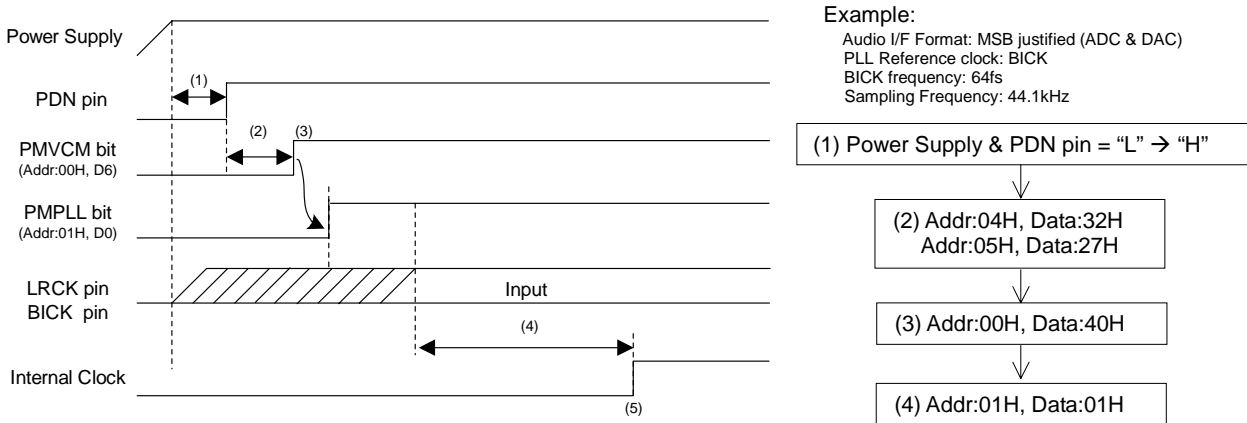 Power Supply
(1)
PDN pin
(2)
(3)
PMVCM bit
(Addr:00H, D6)
PMPLL bit
(Addr:01H, D0)
LRCK pin
BICK pin
Input
(4)
Internal Clock
(5)
Example:
Audio I/F Format: MSB justified (ADC & DAC)
PLL Reference clock: BICK
BICK frequency: 64fs
Sampling Frequency: 44.1kHz
(1) Power Supply & PDN pin = “L” → “H”
(2) Addr:04H, Data:32H
Addr:05H, Data:27H
(3) Addr:00H, Data:40H
(4) Addr:01H, Data:01H